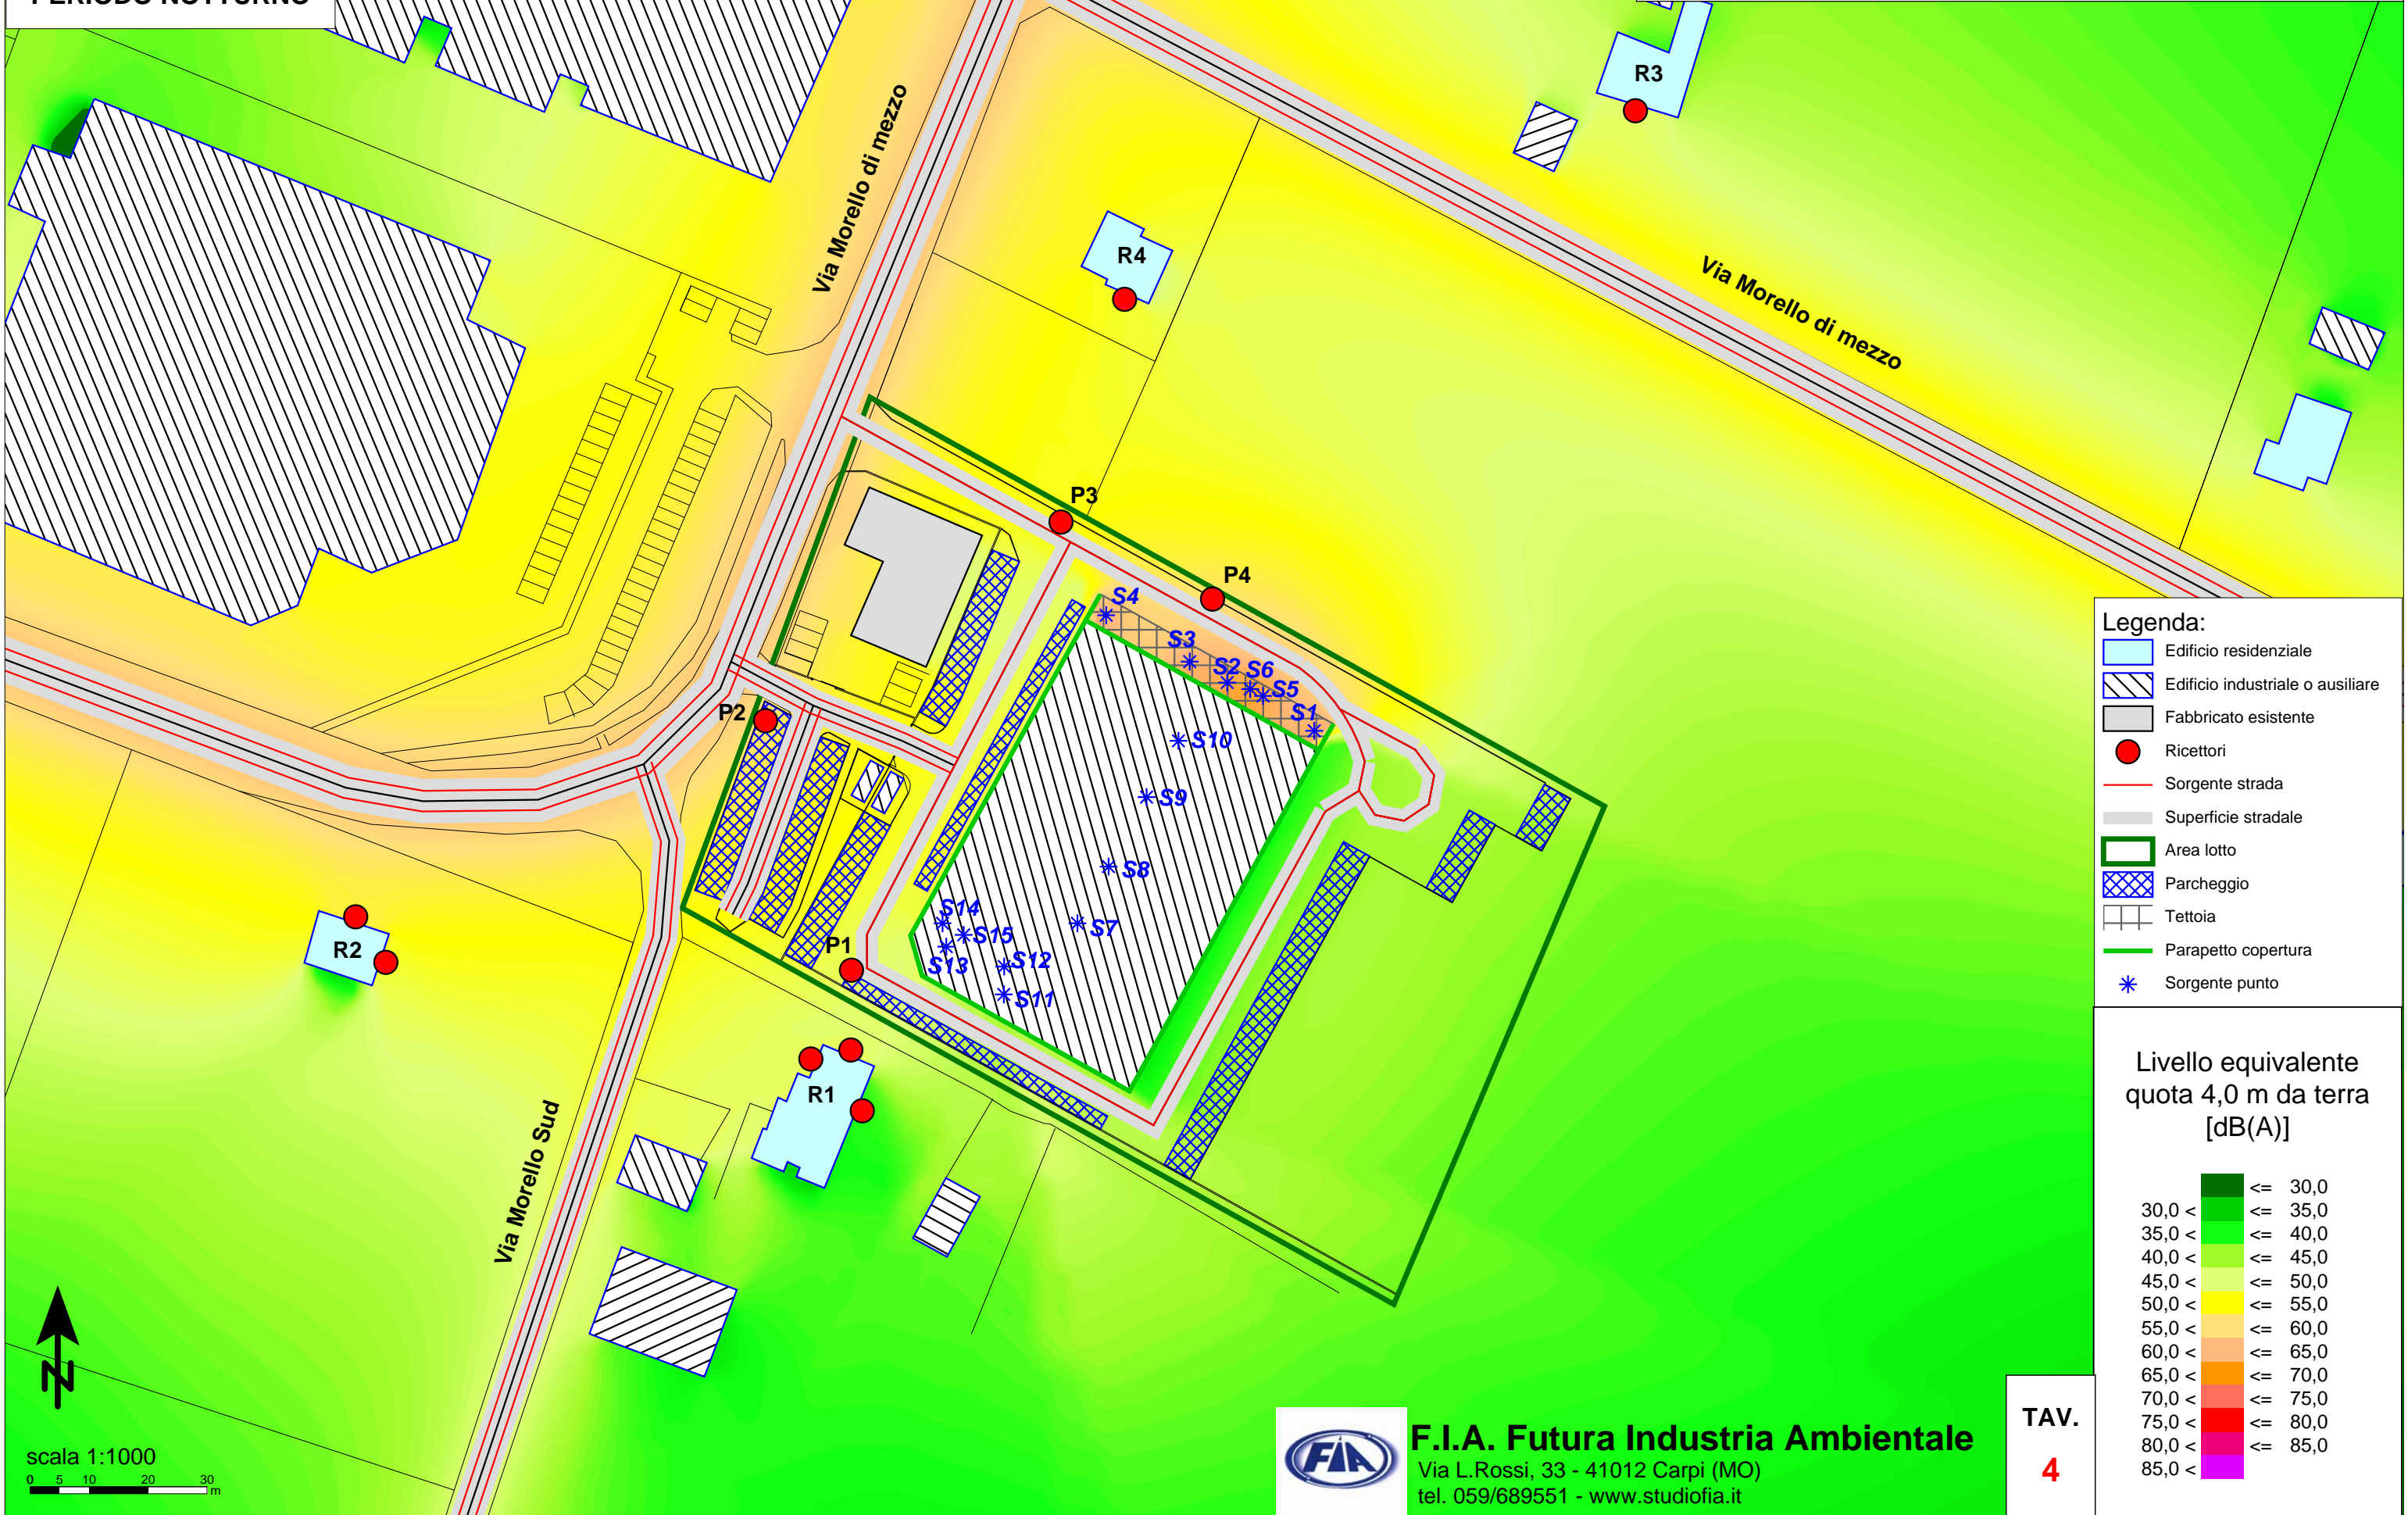 PERIODO NOTTURNO
R3
Via Morello di mezzo
R4
Via Morello di mezzo
P3
P4
S4
S3
S2
S6
S5
S1
P2
S10
S9
S8
S14
S15
S7
P1
S13
S12
S11
R2
R1
Via Morello Sud
Legenda:
Edificio residenziale
Edificio industriale o ausiliare
Fabbricato esistente
Ricettori
Sorgente strada
Superficie stradale
Area lotto
Parcheggio
Tettoia
Parapetto copertura
Sorgente punto
Livello equivalente
quota 4,0 m da terra
[dB(A)]
<= 30,0
30,0 < <= 35,0
35,0 < <= 40,0
40,0 < <= 45,0
45,0 < <= 50,0
50,0 < <= 55,0
55,0 < <= 60,0
60,0 < <= 65,0
65,0 < <= 70,0
70,0 < <= 75,0
75,0 < <= 80,0
80,0 < <= 85,0
85,0 <
N
scala 1:1000
0 5 10 20 30
m
FIA
F.I.A. Futura Industria Ambientale
Via L.Rossi, 33 - 41012 Carpi (MO)
tel. 059/689551 - www.studiofia.it
TAV.
4